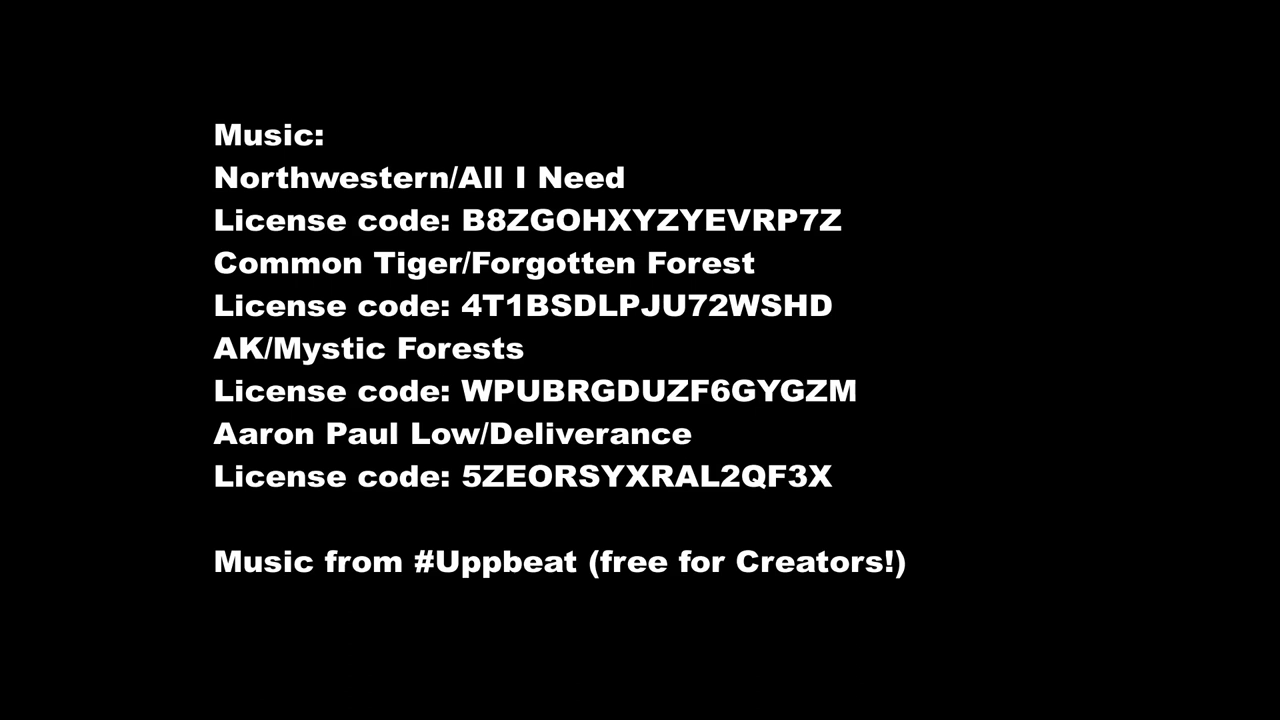 Music:
Northwestern/All I Need
License code: B8ZGOHXYZYEVRP7Z
Common Tiger/Forgotten Forest
License code: 4T1BSDLPJU72WSHD
AK/Mystic Forests
License code: WPUBRGDUZF6GYGZM
Aaron Paul Low/Deliverance
License code: 5ZEORSYXRAL2QF3X
Music from #Uppbeat (free for Creators!)